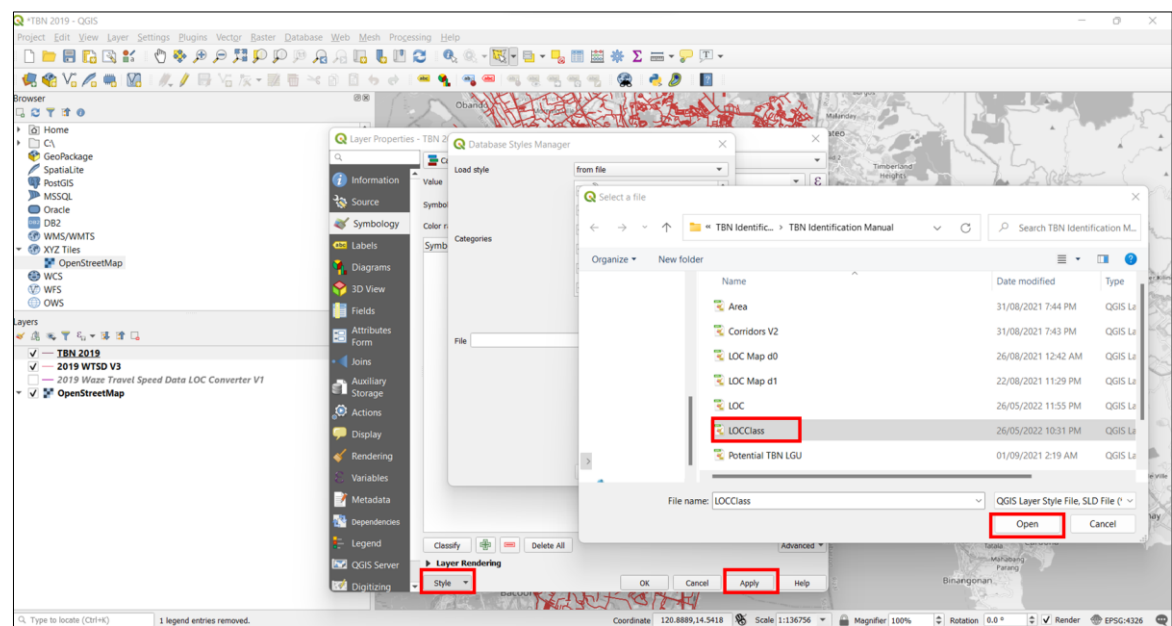 *TBN 2019 - QGIS
Project Edit View Layer Settings Plugins Vector Raster Database Web Mesh Processing Help
Browser
Home
C:\
GeoPackage
SpatiaLite
PostGIS
MSSQL
Oracle
DB2
WMS/WMTS
XYZ Tiles
OpenStreetMap
WCS
WFS
OWS
Layers
TBN 2019
2019 WTSD V3
2019 Waze Travel Speed Data LOC Converter V1
OpenStreetMap
Obando
Malanday
Timberland
Heights
Layer Properties - TBN 2
Information
Source
Symbology
Labels
Diagrams
3D View
Fields
Attributes
Form
Joins
Auxiliary
Storage
Actions
Display
Rendering
Variables
Metadata
Dependencies
Legend
QGIS Server
Digitizing
Value
Symbo
Color r
Symb
Classify Delete All Advanced
Layer Rendering
Style OK Cancel Apply Help
Database Styles Manager
Load style from file
Categories
File
Select a file
« TBN Identific... › TBN Identification Manual Search TBN Identification M...
Organize New folder
Name Date modified Type
Area 31/08/2021 7:44 PM QGIS La
Corridors V2 31/08/2021 7:43 PM QGIS La
LOC Map d0 26/08/2021 12:42 AM QGIS La
LOC Map d1 22/08/2021 11:29 PM QGIS La
LOC 26/05/2022 11:55 PM QGIS La
LOCClass 26/05/2022 10:31 PM QGIS La
Potential TBN LGU 01/09/2021 2:19 AM QGIS La
File name: LOCClass QGIS Layer Style File, SLD File (*
Open Cancel
Mahabang
Parang
Binangonan
Bacoor
Type to locate (Ctrl+K) 1 legend entries removed. Coordinate 120.8889,14.5418 Scale 1:136756 Magnifier 100% Rotation 0.0 ° Render EPSG:4326